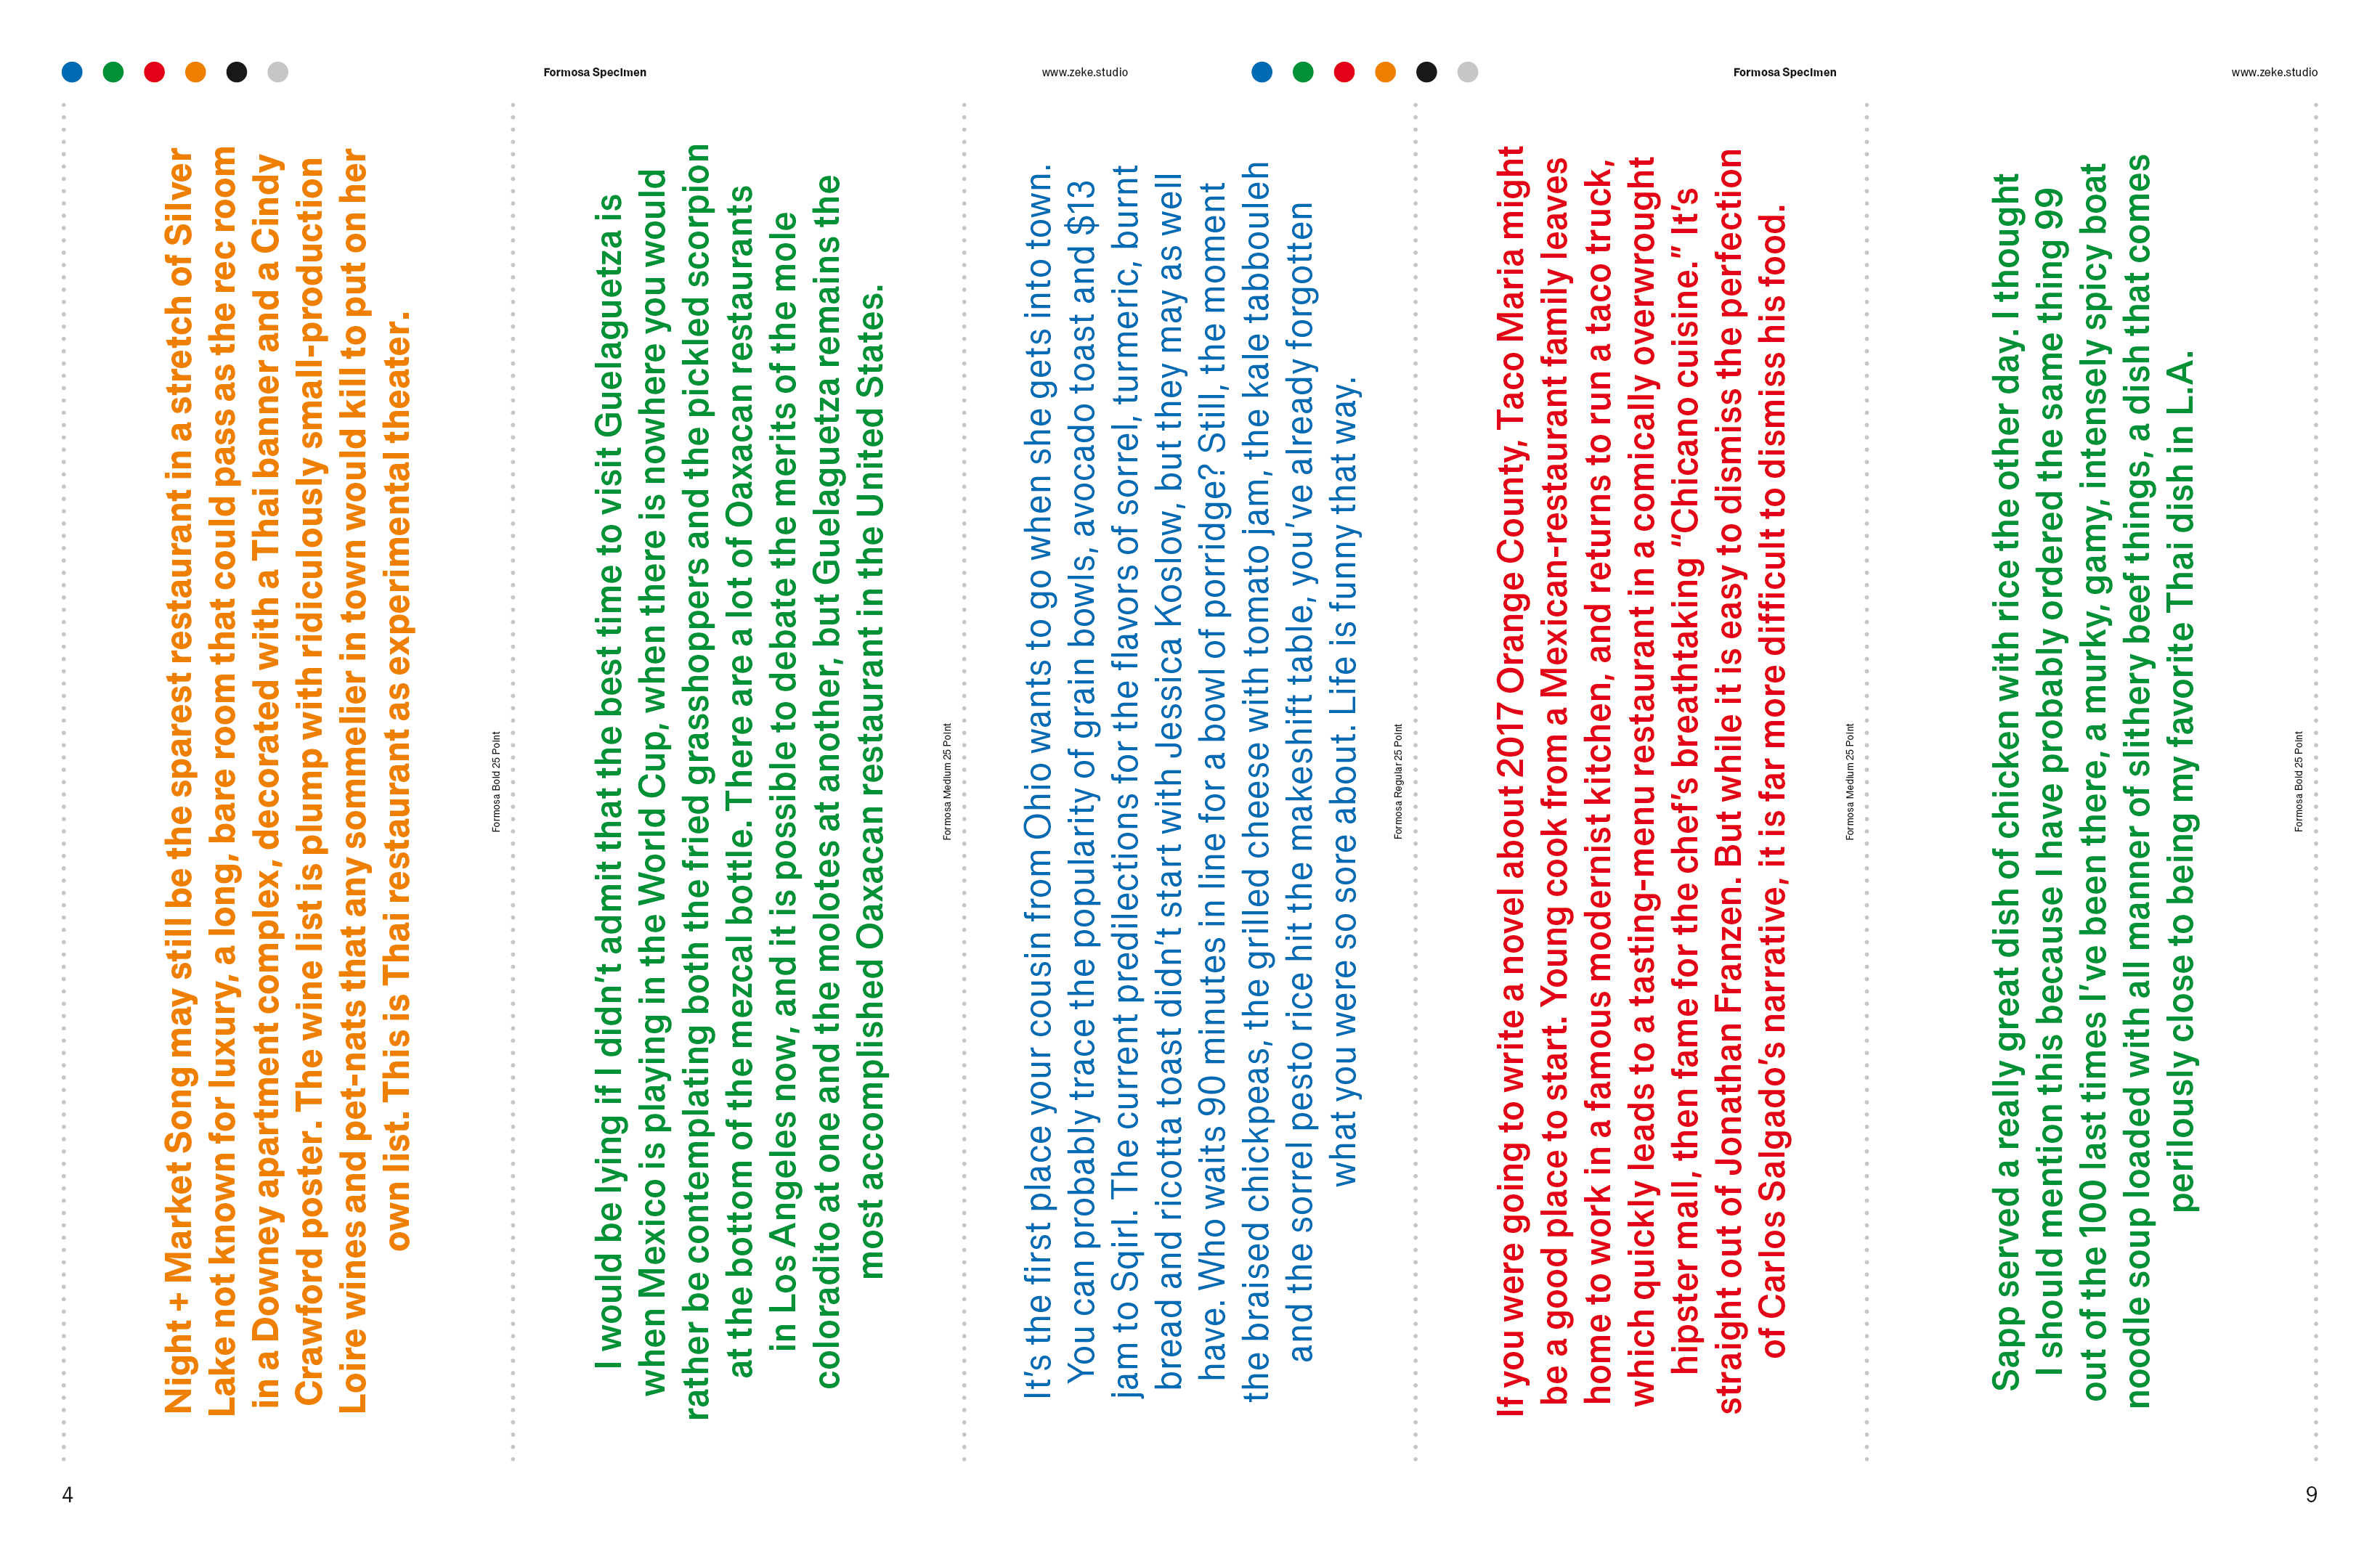 Formosa Specimen
www.zeke.studio
Formosa Specimen
www.zeke.studio
Night + Market Song may still be the sparest restaurant in a stretch of Silver
Lake not known for luxury, a long, bare room that could pass as the rec room
in a Downey apartment complex, decorated with a Thai banner and a Cindy
Crawford poster. The wine list is plump with ridiculously small-production
Loire wines and pet-nats that any sommelier in town would kill to put on her
own list. This is Thai restaurant as experimental theater.
Formosa Bold 25 Point
I would be lying if I didn’t admit that the best time to visit Guelaguetza is
when Mexico is playing in the World Cup, when there is nowhere you would
rather be contemplating both the fried grasshoppers and the pickled scorpion
at the bottom of the mezcal bottle. There are a lot of Oaxacan restaurants
in Los Angeles now, and it is possible to debate the merits of the mole
coloradito at one and the molotes at another, but Guelaguetza remains the
most accomplished Oaxacan restaurant in the United States.
Formosa Medium 25 Point
It’s the first place your cousin from Ohio wants to go when she gets into town.
You can probably trace the popularity of grain bowls, avocado toast and $13
jam to Sqirl. The current predilections for the flavors of sorrel, turmeric, burnt
bread and ricotta toast didn’t start with Jessica Koslow, but they may as well
have. Who waits 90 minutes in line for a bowl of porridge? Still, the moment
the braised chickpeas, the grilled cheese with tomato jam, the kale tabbouleh
and the sorrel pesto rice hit the makeshift table, you’ve already forgotten
what you were so sore about. Life is funny that way.
Formosa Regular 25 Point
If you were going to write a novel about 2017 Orange County, Taco Maria might
be a good place to start. Young cook from a Mexican-restaurant family leaves
home to work in a famous modernist kitchen, and returns to run a taco truck,
which quickly leads to a tasting-menu restaurant in a comically overwrought
hipster mall, then fame for the chef’s breathtaking “Chicano cuisine.” It’s
straight out of Jonathan Franzen. But while it is easy to dismiss the perfection
of Carlos Salgado’s narrative, it is far more difficult to dismiss his food.
Formosa Medium 25 Point
Sapp served a really great dish of chicken with rice the other day. I thought
I should mention this because I have probably ordered the same thing 99
out of the 100 last times I’ve been there, a murky, gamy, intensely spicy boat
noodle soup loaded with all manner of slithery beef things, a dish that comes
perilously close to being my favorite Thai dish in L.A.
Formosa Bold 25 Point
4
9